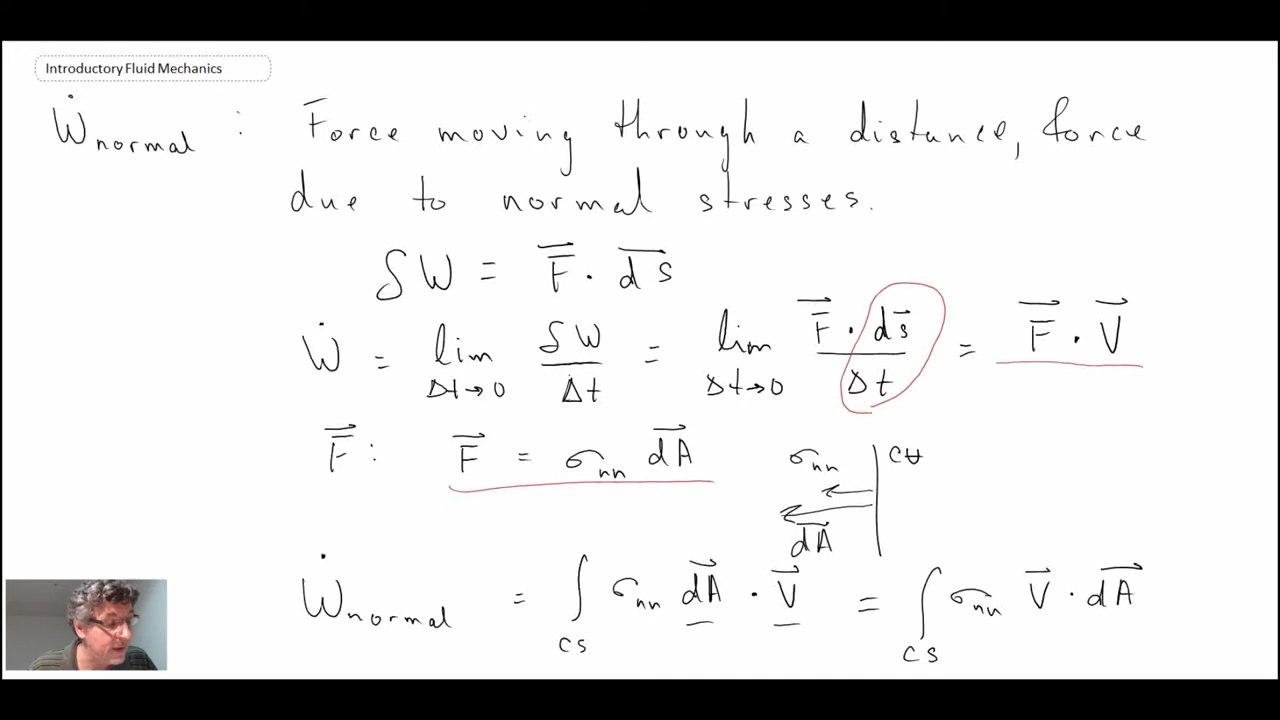 Introductory Fluid Mechanics
Ẇnormal : Force moving through a distance, force
due to normal stresses.
δW = F⃗ · ds⃗
Ẇ = lim Δt→0 δW/Δt = lim Δt→0 F⃗ · ds⃗/Δt = F⃗ · V⃗
F⃗ : F⃗ = σnn dA⃗
σnn CV
dA⃗
Ẇnormal = ∫CS σnn dA⃗ · V⃗ = ∫CS σnn V⃗ · dA⃗